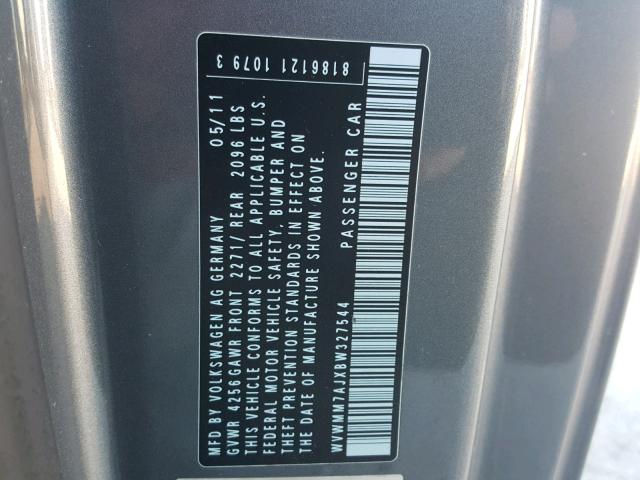 MFD BY VOLKSWAGEN AG GERMANY 05/11
GVWR 4256GAWR FRONT 2271/ REAR 2096 LBS
THIS VEHICLE CONFORMS TO ALL APPLICABLE U.S.
FEDERAL MOTOR VEHICLE SAFETY, BUMPER AND
THEFT PREVENTION STANDARDS IN EFFECT ON
THE DATE OF MANUFACTURE SHOWN ABOVE.
WVWMM7AJXBW327544 PASSENGER CAR
8186121 1079 3